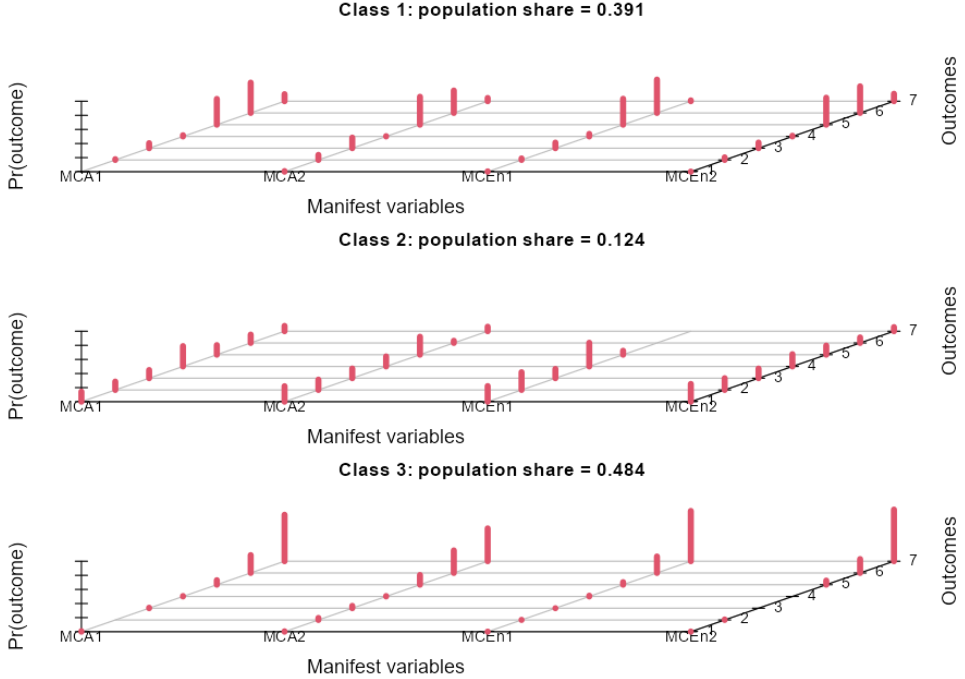 Class 1: population share = 0.391
Pr(outcome)
Outcomes
7
6
5
4
3
2
1
MCA1 MCA2 MCEn1 MCEn2
Manifest variables
Class 2: population share = 0.124
Pr(outcome)
Outcomes
7
6
5
4
3
2
1
MCA1 MCA2 MCEn1 MCEn2
Manifest variables
Class 3: population share = 0.484
Pr(outcome)
Outcomes
7
6
5
4
3
2
1
MCA1 MCA2 MCEn1 MCEn2
Manifest variables